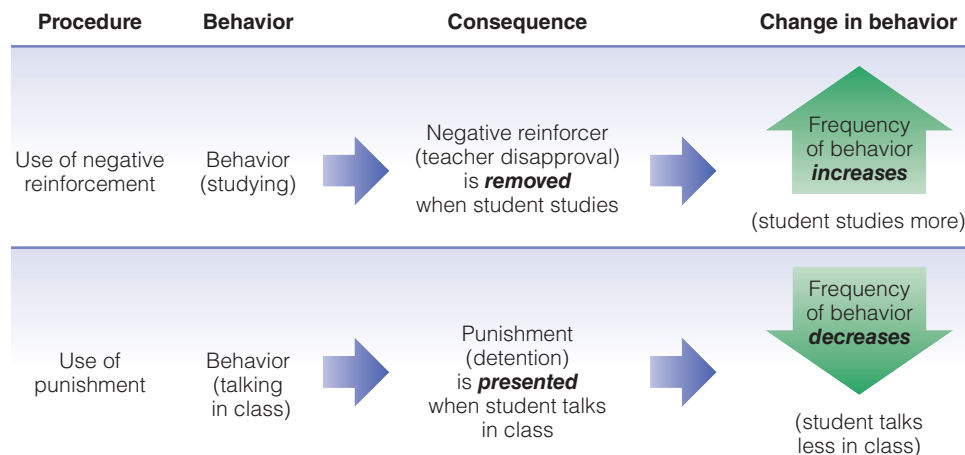 Procedure
Behavior
Consequence
Change in behavior
Use of negative
reinforcement
Behavior
(studying)
Negative reinforcer
(teacher disapproval)
is removed
when student studies
Frequency
of behavior
increases
(student studies more)
Use of
punishment
Behavior
(talking
in class)
Punishment
(detention)
is presented
when student talks
in class
Frequency
of behavior
decreases
(student talks
less in class)